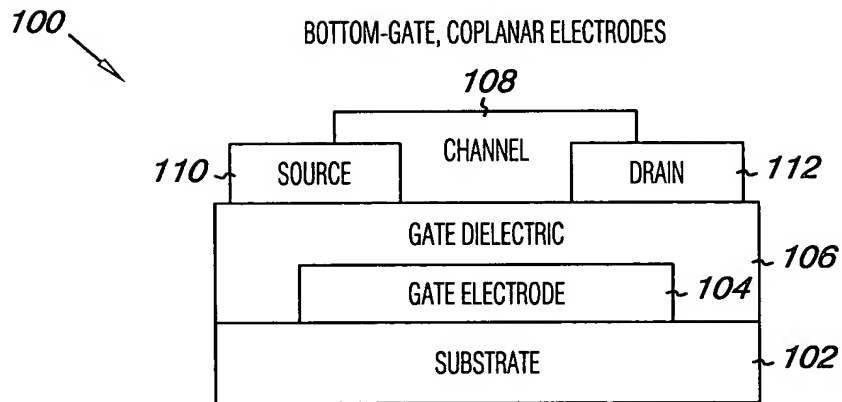 100
BOTTOM-GATE, COPLANAR ELECTRODES
108
CHANNEL
110
SOURCE
DRAIN
112
GATE DIELECTRIC
106
GATE ELECTRODE
104
SUBSTRATE
102